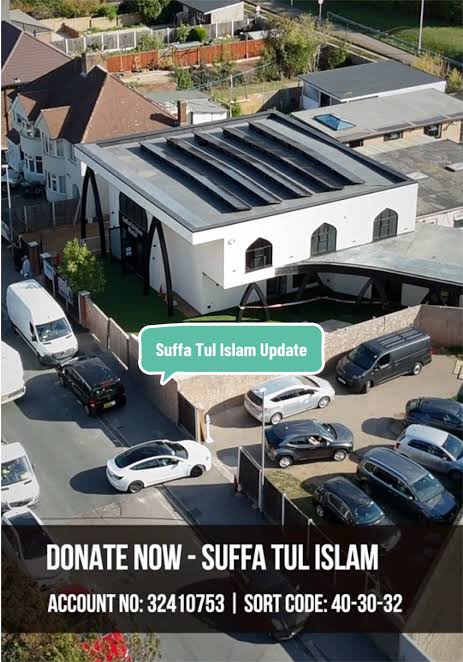 Suffa Tul Islam Update
DONATE NOW - SUFFA TUL ISLAM
ACCOUNT NO: 32410753 | SORT CODE: 40-30-32